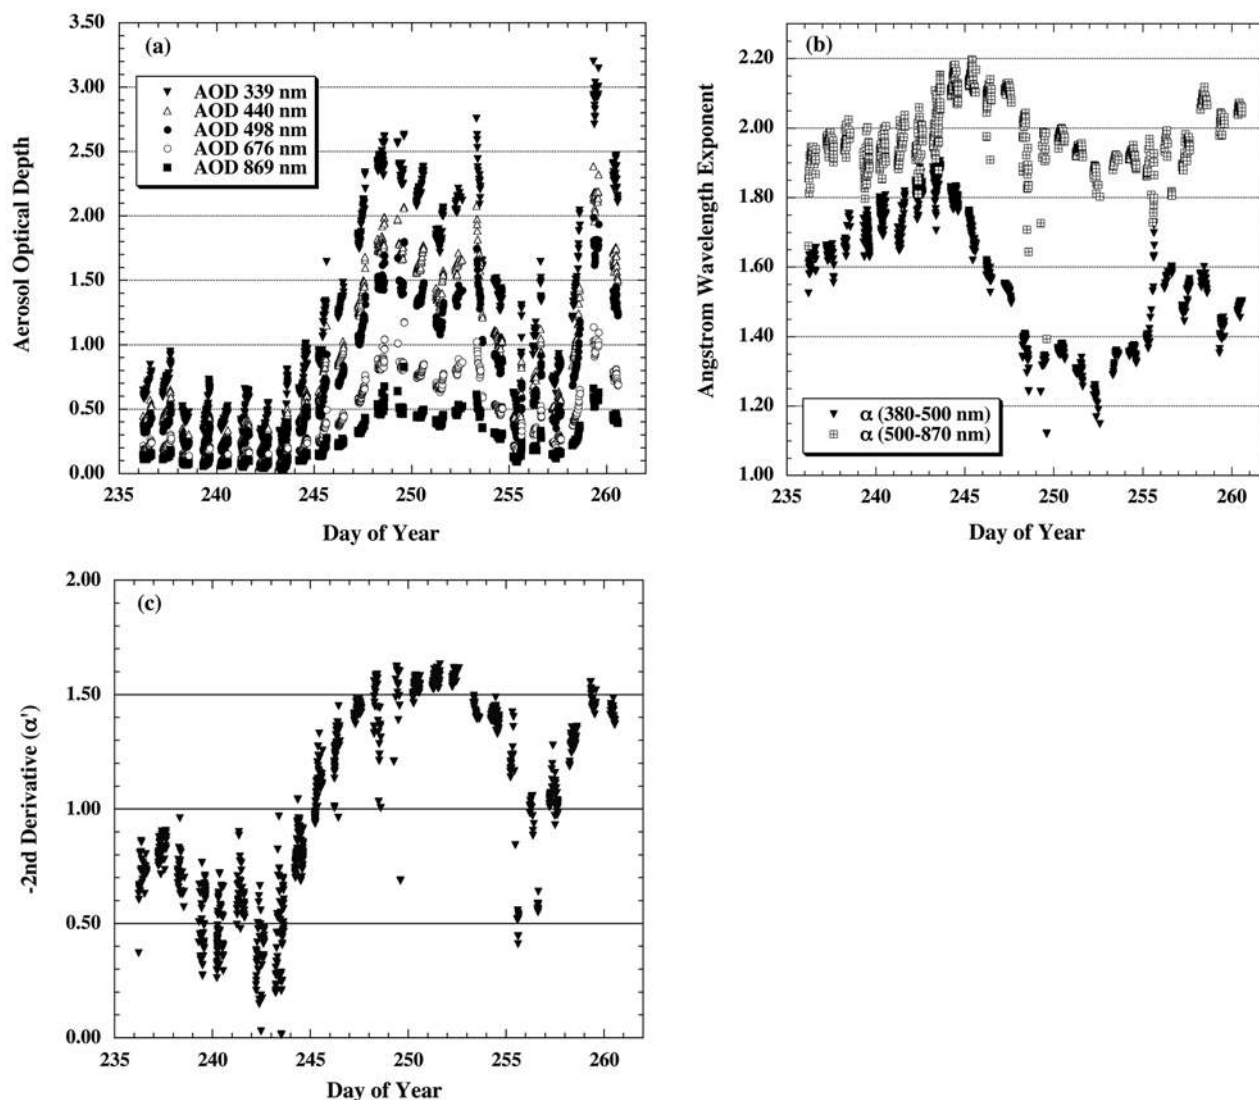 (a)
3.50
3.00
2.50
2.00
1.50
1.00
0.50
0.00
Aerosol Optical Depth
AOD 339 nm
AOD 440 nm
AOD 498 nm
AOD 676 nm
AOD 869 nm
235 240 245 250 255 260
Day of Year
(b)
2.20
2.00
1.80
1.60
1.40
1.20
1.00
Angstrom Wavelength Exponent
α (380-500 nm)
α (500-870 nm)
235 240 245 250 255 260
Day of Year
(c)
2.00
1.50
1.00
0.50
0.00
-2nd Derivative (α')
235 240 245 250 255 260
Day of Year